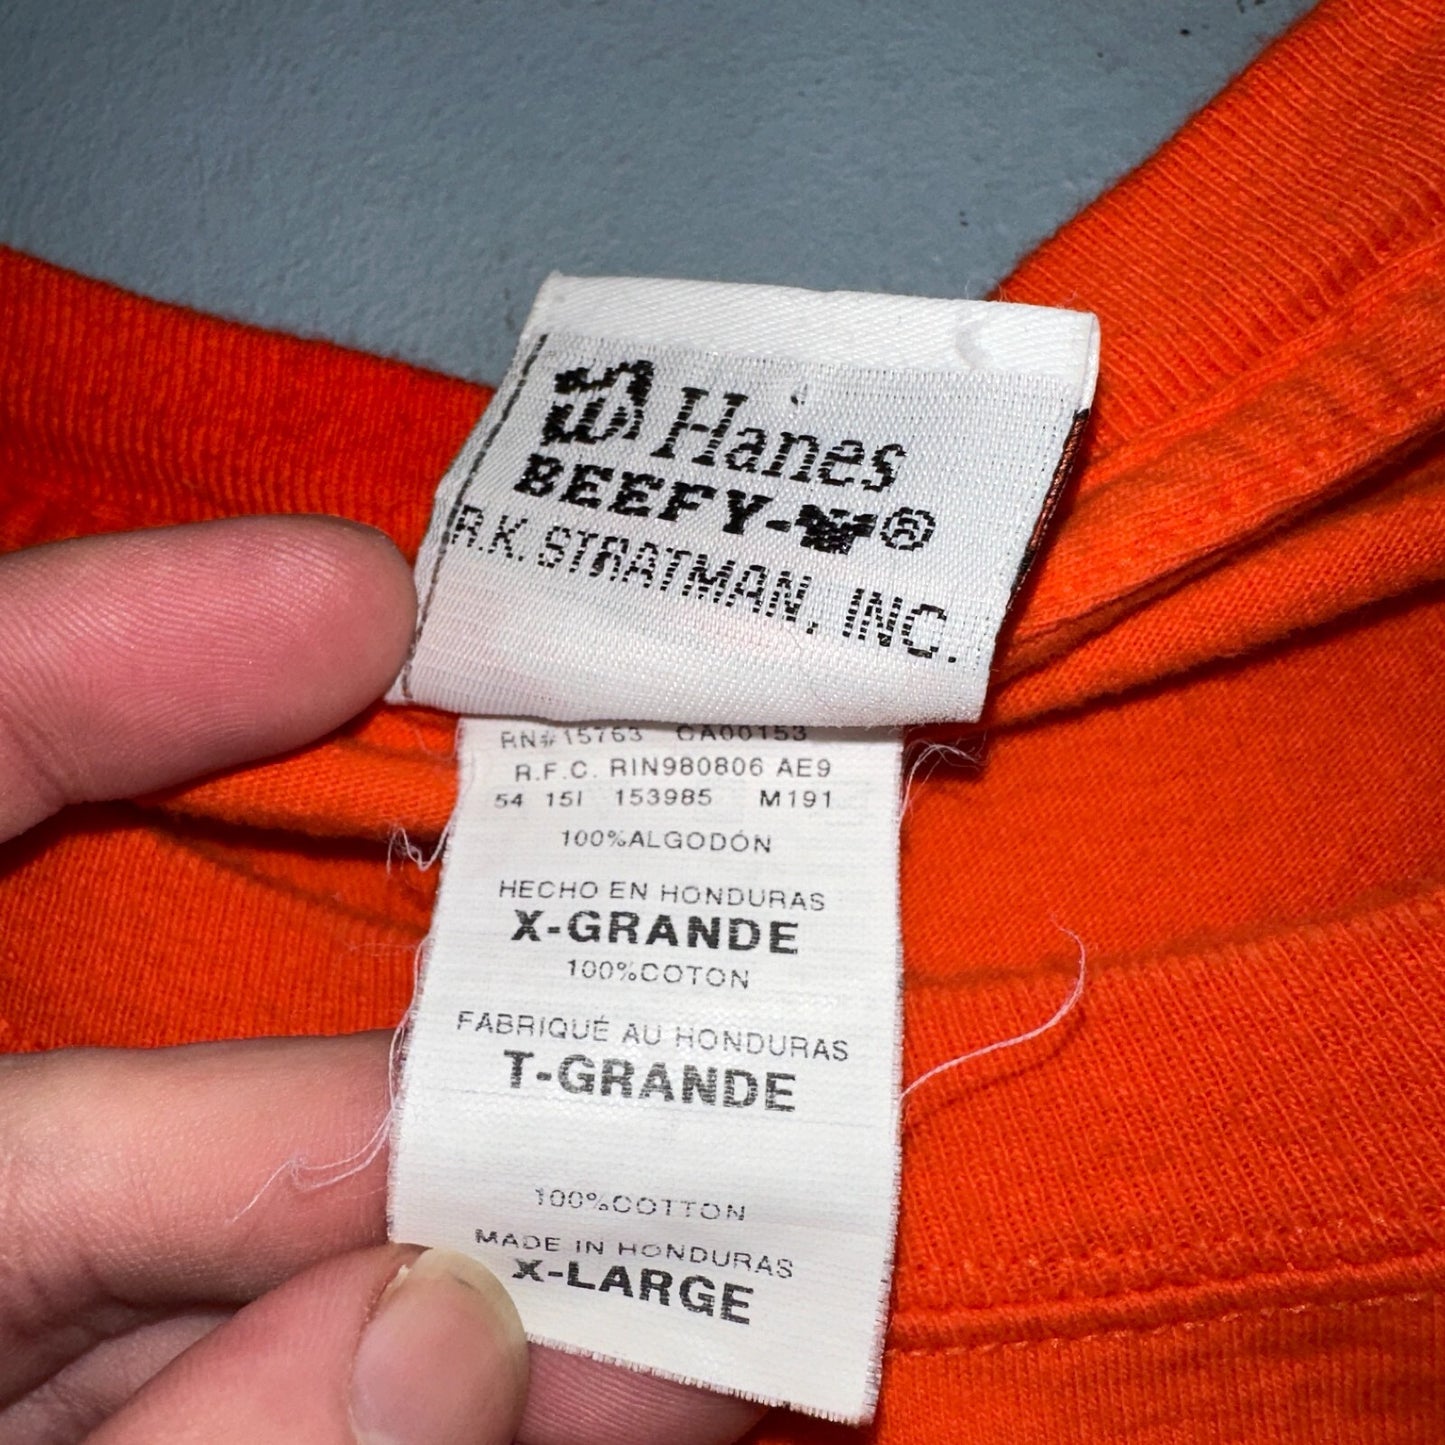 Hanes
BEEFY-T®
R.K. STRATMAN, INC.
RN#15763 CA00153
R.F.C. RIN980806 AE9
54 15I 153985 M191
100%ALGODÓN
HECHO EN HONDURAS
X-GRANDE
100%COTON
FABRIQUÉ AU HONDURAS
T-GRANDE
100%COTTON
MADE IN HONDURAS
X-LARGE